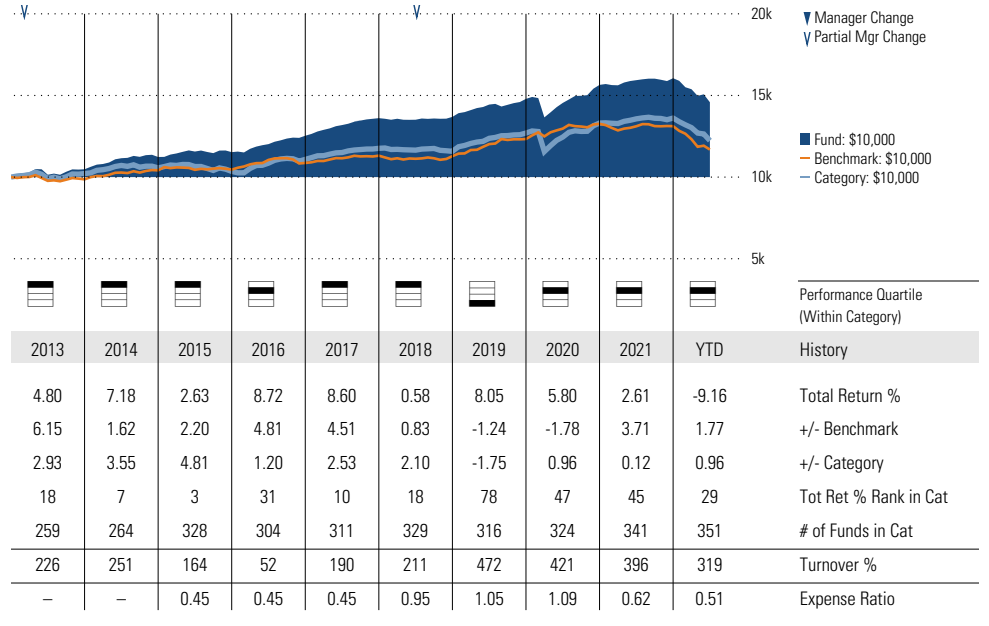 20k
Manager Change
Partial Mgr Change
15k
Fund: $10,000
Benchmark: $10,000
Category: $10,000
10k
5k
Performance Quartile
(Within Category)
2013 2014 2015 2016 2017 2018 2019 2020 2021 YTD History
4.80 7.18 2.63 8.72 8.60 0.58 8.05 5.80 2.61 -9.16 Total Return %
6.15 1.62 2.20 4.81 4.51 0.83 -1.24 -1.78 3.71 1.77 +/- Benchmark
2.93 3.55 4.81 1.20 2.53 2.10 -1.75 0.96 0.12 0.96 +/- Category
18 7 3 31 10 18 78 47 45 29 Tot Ret % Rank in Cat
259 264 328 304 311 329 316 324 341 351 # of Funds in Cat
226 251 164 52 190 211 472 421 396 319 Turnover %
– – 0.45 0.45 0.45 0.95 1.05 1.09 0.62 0.51 Expense Ratio